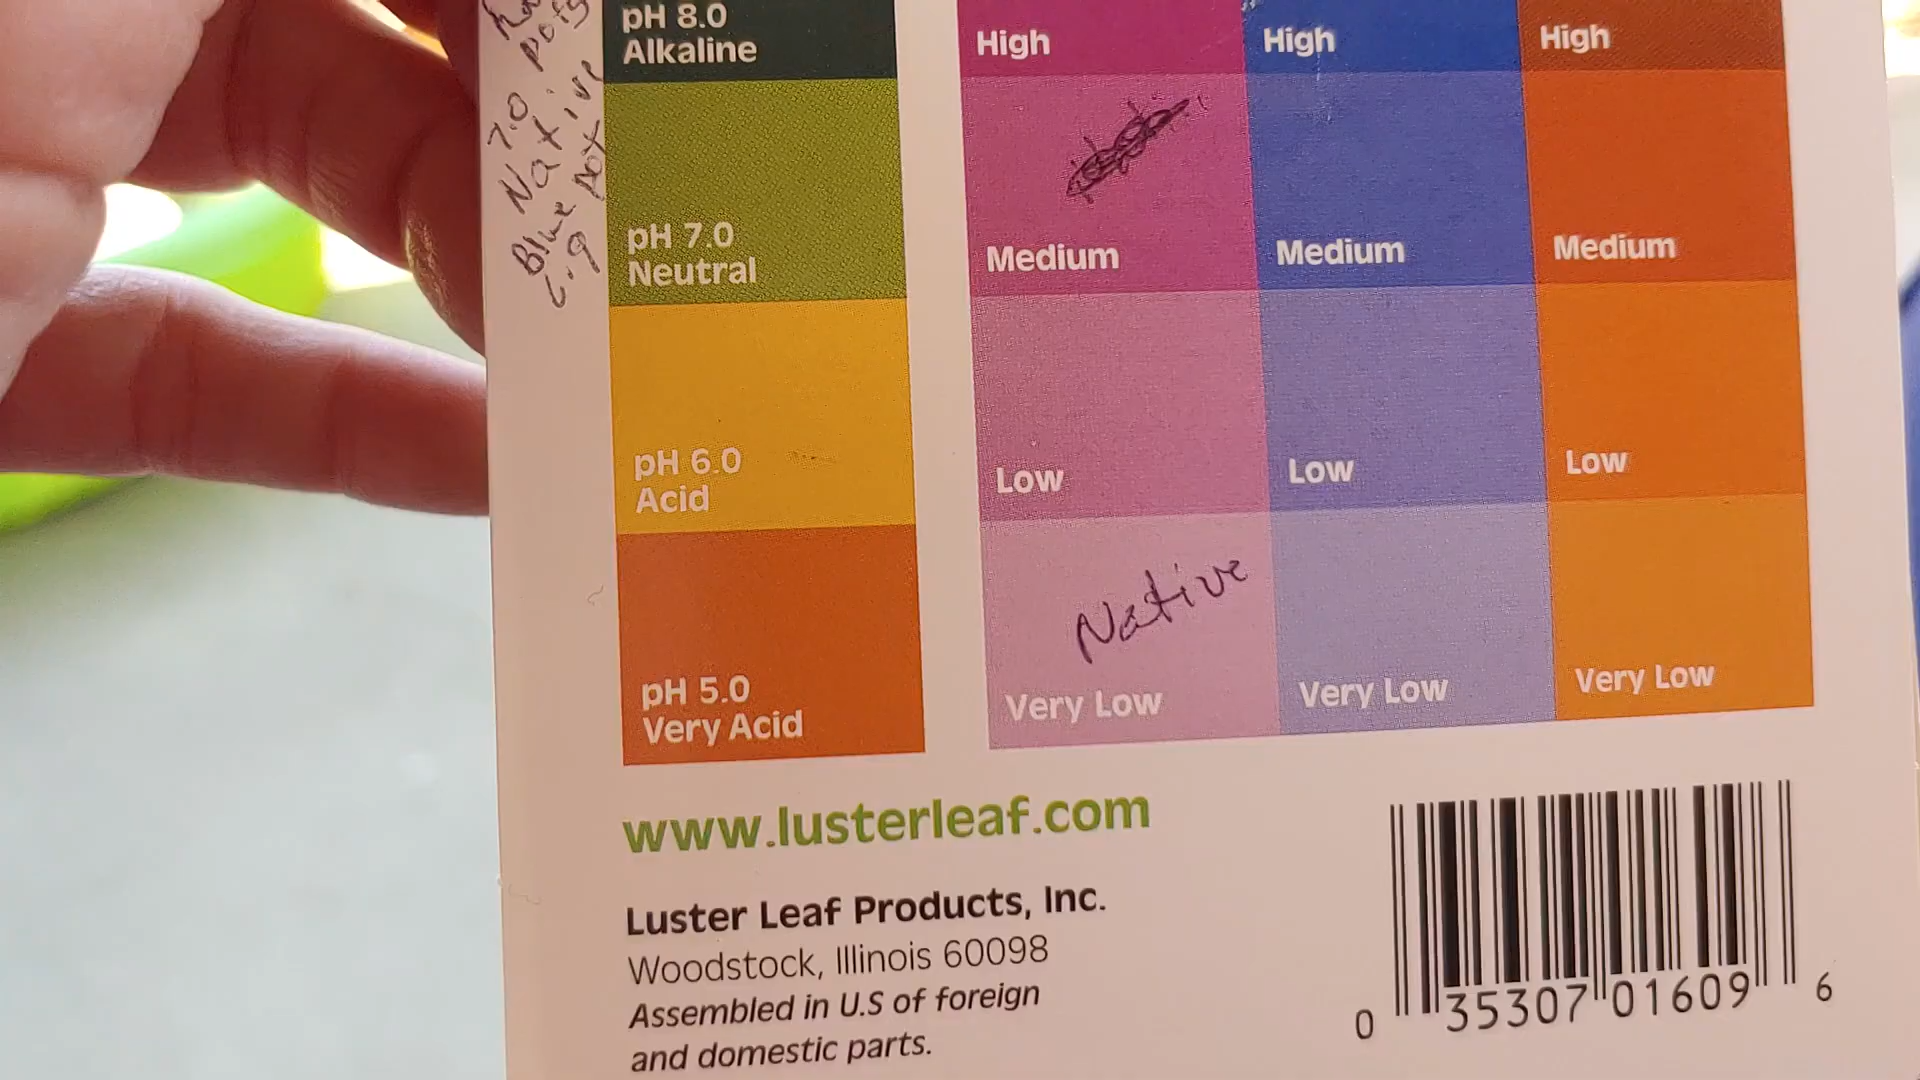 pH 8.0
Alkaline
High
High
High
pH 7.0
Neutral
Medium
Medium
Medium
pH 6.0
Acid
Low
Low
Low
pH 5.0
Very Acid
Native
Very Low
Very Low
Very Low
7.0 pots
Native
Blue native
pot
www.lusterleaf.com
Luster Leaf Products, Inc.
Woodstock, Illinois 60098
Assembled in U.S of foreign
and domestic parts.
0 35307 01609 6